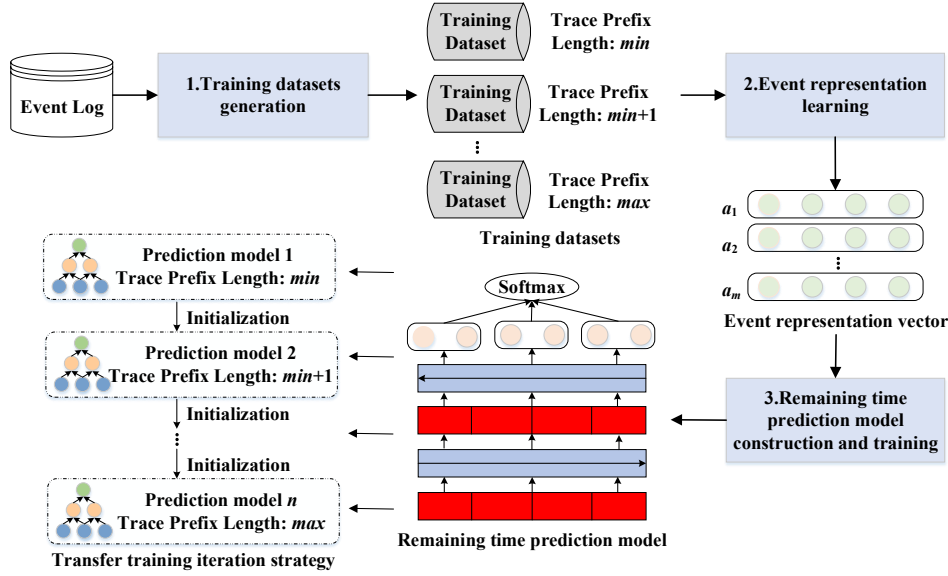 Event Log
1.Training datasets
generation
Training
Dataset
Trace Prefix
Length: min
Training
Dataset
Trace Prefix
Length: min+1
Training
Dataset
Trace Prefix
Length: max
Training datasets
2.Event representation
learning
a1
a2
am
Event representation vector
3.Remaining time
prediction model
construction and training
Softmax
Remaining time prediction model
Prediction model 1
Trace Prefix Length: min
Initialization
Prediction model 2
Trace Prefix Length: min+1
Initialization
Initialization
Prediction model n
Trace Prefix Length: max
Transfer training iteration strategy